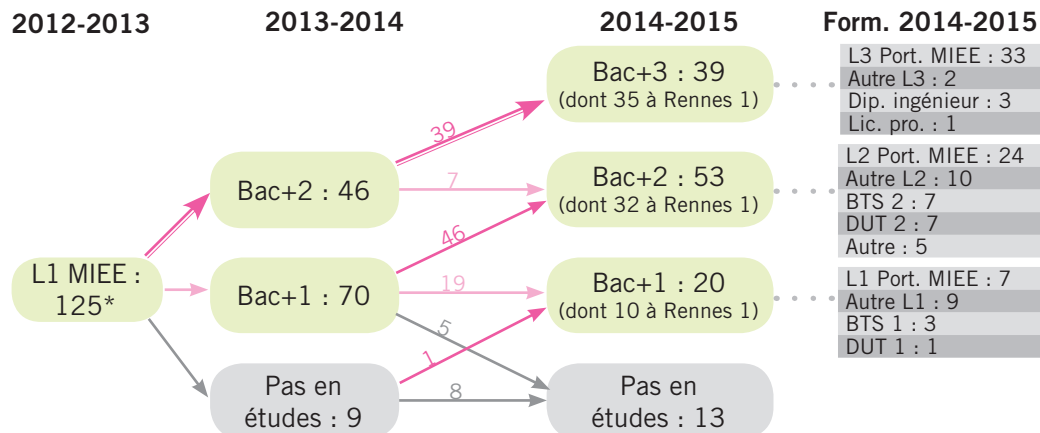 2012-2013
2013-2014
2014-2015
Form. 2014-2015
L1 MIEE :
125*
Bac+2 : 46
Bac+1 : 70
Pas en
études : 9
39
7
46
19
5
1
8
Bac+3 : 39
(dont 35 à Rennes 1)
Bac+2 : 53
(dont 32 à Rennes 1)
Bac+1 : 20
(dont 10 à Rennes 1)
Pas en
études : 13
L3 Port. MIEE : 33
Autre L3 : 2
Dip. ingénieur : 3
Lic. pro. : 1
L2 Port. MIEE : 24
Autre L2 : 10
BTS 2 : 7
DUT 2 : 7
Autre : 5
L1 Port. MIEE : 7
Autre L1 : 9
BTS 1 : 3
DUT 1 : 1